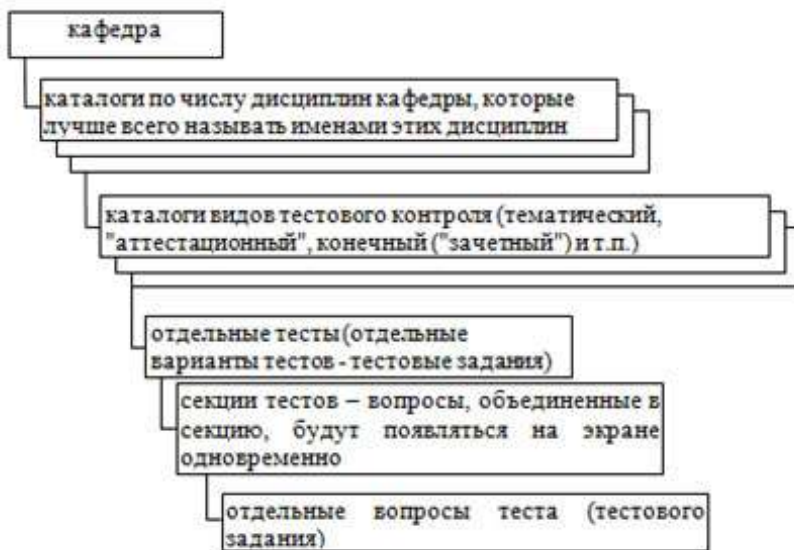 кафедра
каталоги по числу дисциплин кафедры, которые
лучше всего называть именами этих дисциплин
каталоги видов тестового контроля (тематический,
"аттестационный", конечный ("зачетный") и т.п.)
отдельные тесты (отдельные
варианты тестов - тестовые задания)
секции тестов – вопросы, объединенные в
секцию, будут появляться на экране
одновременно
отдельные вопросы теста (тестового
задания)